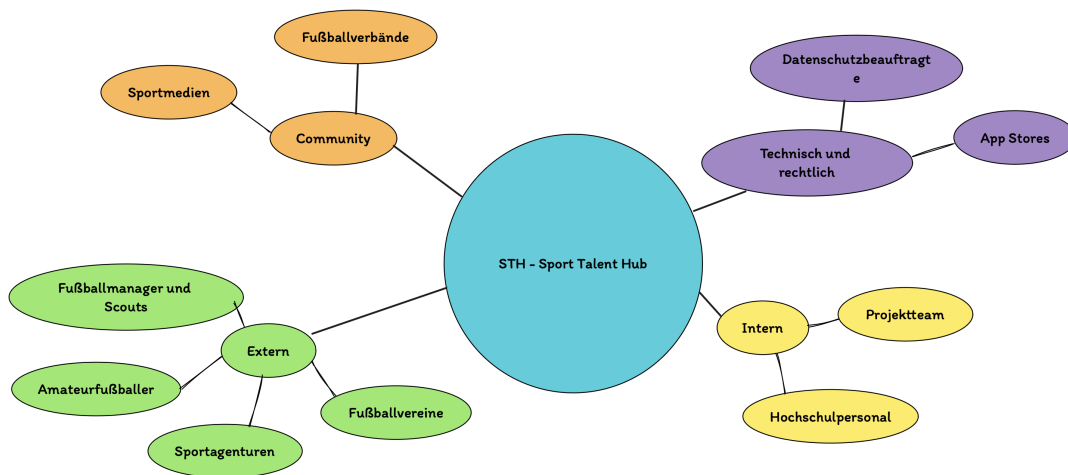 Fußballverbände
Sportmedien
Community
Datenschutzbeauftragt
e
Technisch und
rechtlich
App Stores
STH - Sport Talent Hub
Fußballmanager und
Scouts
Extern
Amateurfußballer
Fußballvereine
Sportagenturen
Intern
Projektteam
Hochschulpersonal